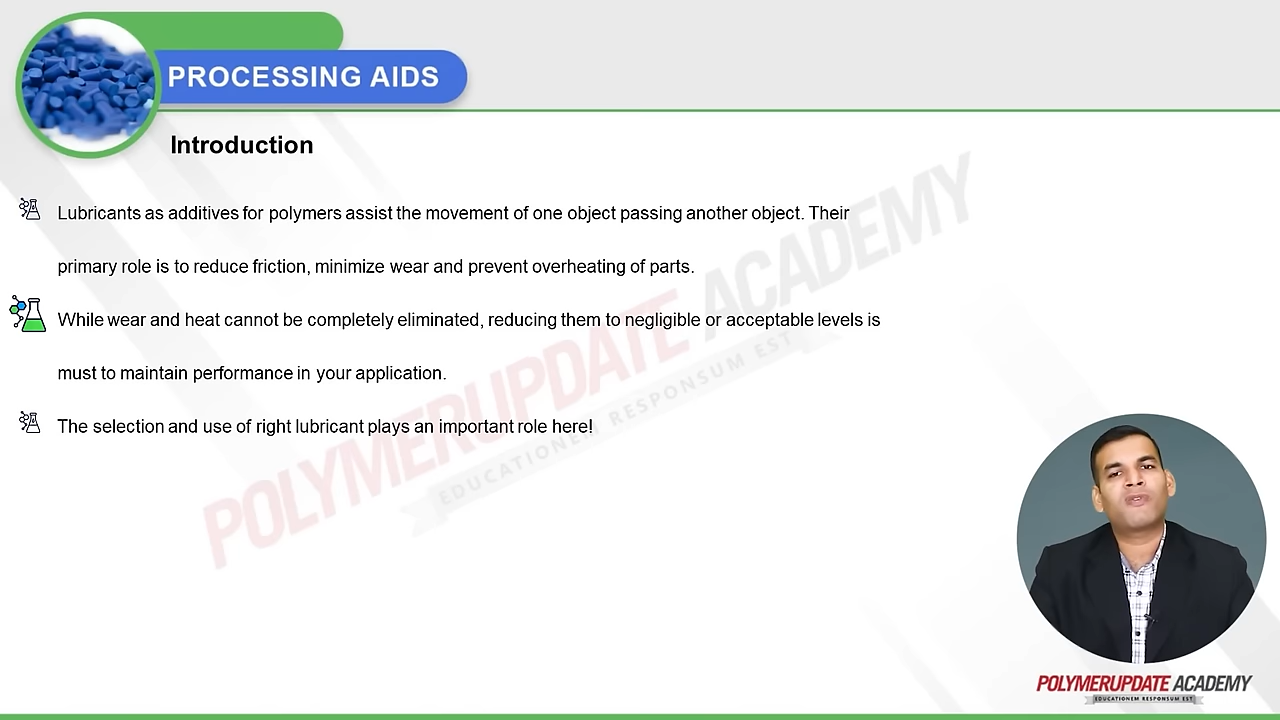 PROCESSING AIDS
Introduction
Lubricants as additives for polymers assist the movement of one object passing another object. Their
primary role is to reduce friction, minimize wear and prevent overheating of parts.
While wear and heat cannot be completely eliminated, reducing them to negligible or acceptable levels is
must to maintain performance in your application.
The selection and use of right lubricant plays an important role here!
POLYMERUPDATE ACADEMY
EDUCATIONEM RESPONSUM EST
POLYMERUPDATE ACADEMY
EDUCATIONEM RESPONSUM EST